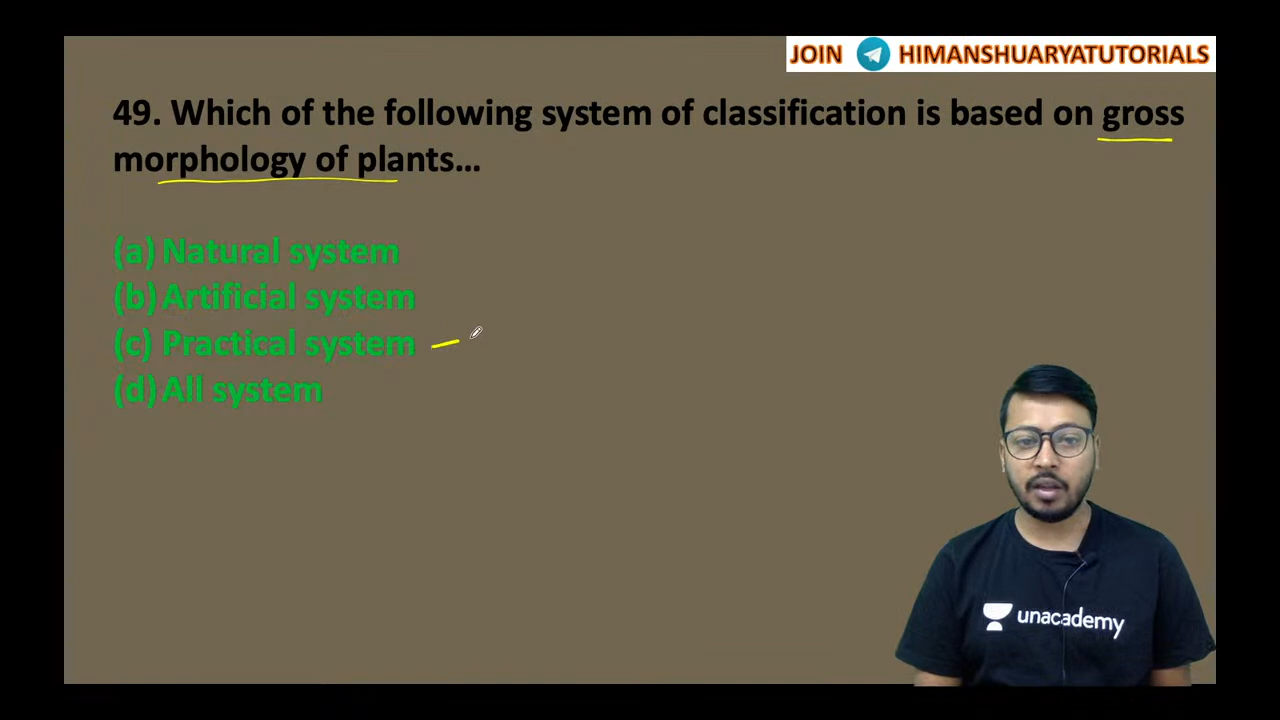 JOIN HIMANSHUARYATUTORIALS
49. Which of the following system of classification is based on gross
morphology of plants...
(a) Natural system
(b) Artificial system
(c) Practical system
(d) All system
unacademy